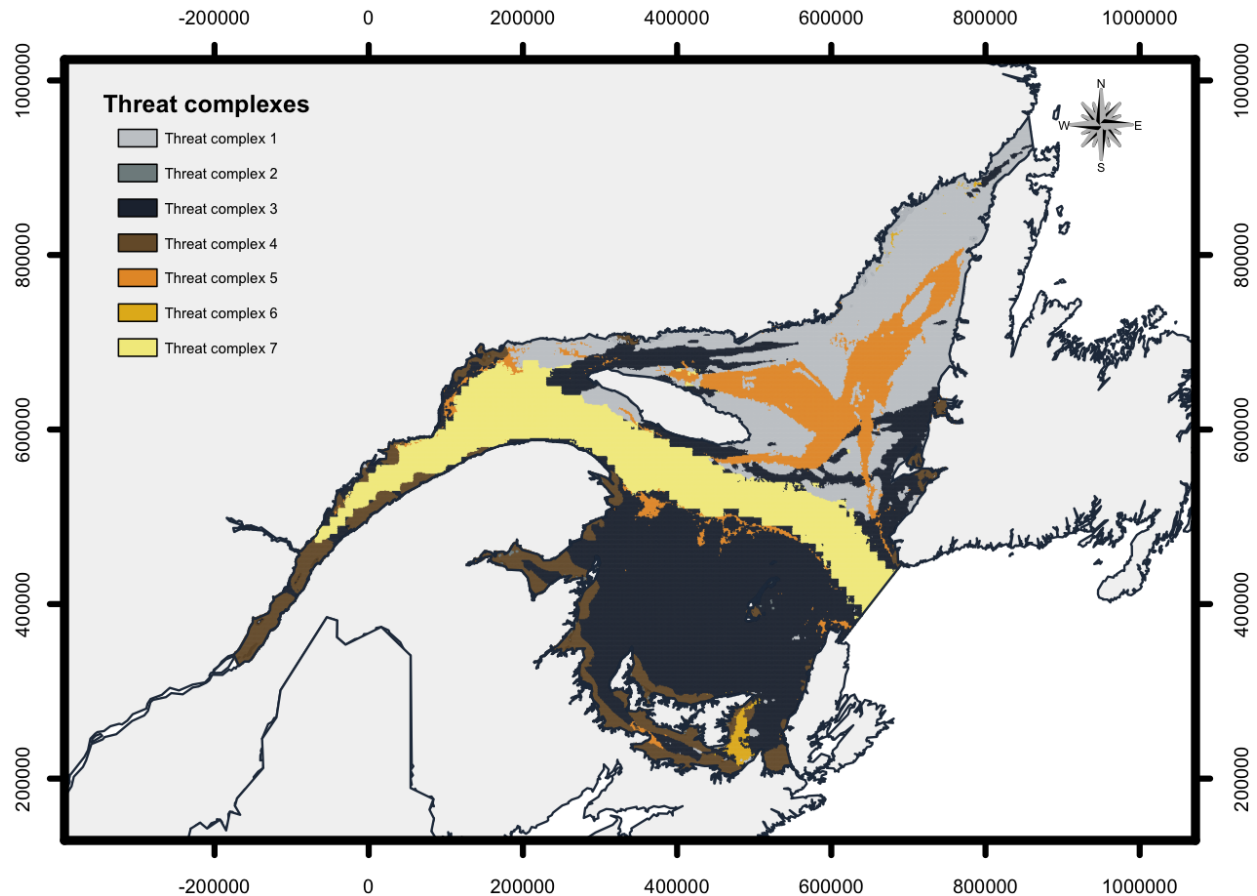 -200000 0 200000 400000 600000 800000 1000000
Threat complexes
Threat complex 1
Threat complex 2
Threat complex 3
Threat complex 4
Threat complex 5
Threat complex 6
Threat complex 7
N
W E
S
1000000
800000
600000
400000
200000
1000000
800000
600000
400000
200000
-200000 0 200000 400000 600000 800000 1000000